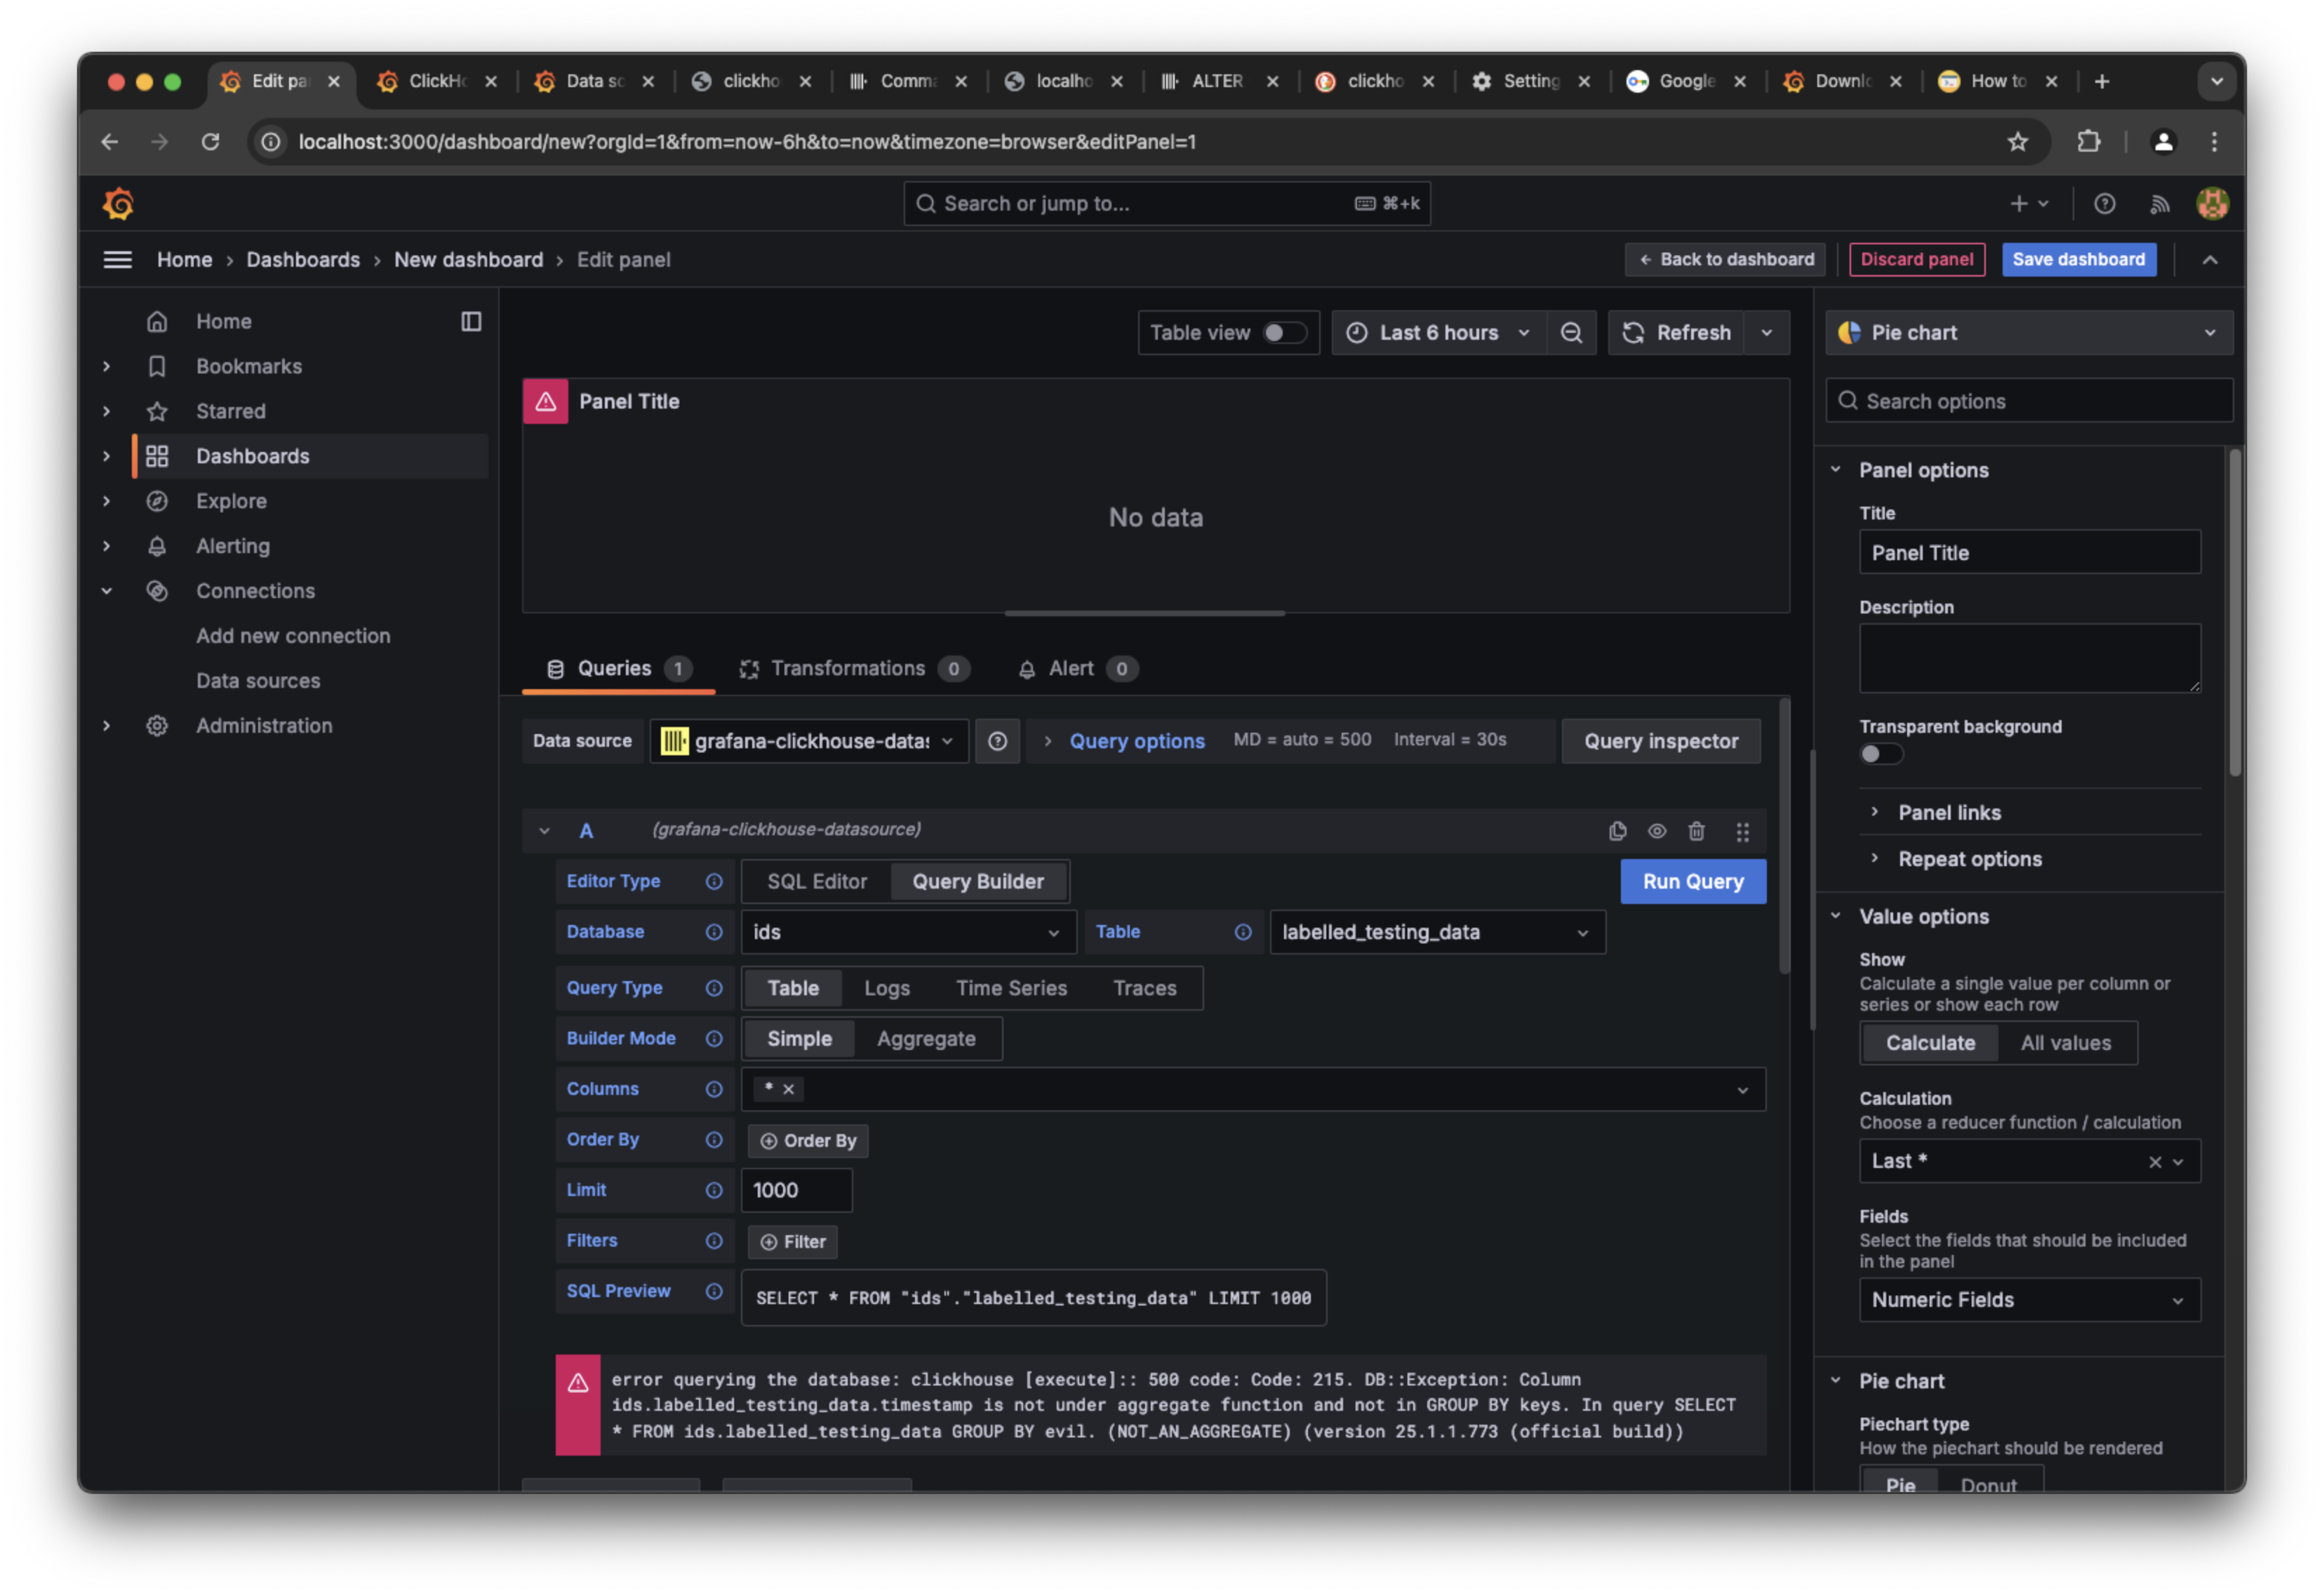 Edit pa
ClickHo
Data so
clickho
Comma
localho
ALTER
clickho
Setting
Google
Downlo
How to
localhost:3000/dashboard/new?orgId=1&from=now-6h&to=now&timezone=browser&editPanel=1
Search or jump to...
⌘+k
Home › Dashboards › New dashboard › Edit panel
← Back to dashboard
Discard panel
Save dashboard
Home
Bookmarks
Starred
Dashboards
Explore
Alerting
Connections
Add new connection
Data sources
Administration
Table view
Last 6 hours
Refresh
Panel Title
No data
Queries 1
Transformations 0
Alert 0
Data source
grafana-clickhouse-datas
Query options
MD = auto = 500
Interval = 30s
Query inspector
A
(grafana-clickhouse-datasource)
Editor Type
SQL Editor
Query Builder
Run Query
Database
ids
Table
labelled_testing_data
Query Type
Table
Logs
Time Series
Traces
Builder Mode
Simple
Aggregate
Columns
*
Order By
Order By
Limit
1000
Filters
Filter
SQL Preview
SELECT * FROM "ids"."labelled_testing_data" LIMIT 1000
error querying the database: clickhouse [execute]:: 500 code: Code: 215. DB::Exception: Column
ids.labelled_testing_data.timestamp is not under aggregate function and not in GROUP BY keys. In query SELECT
* FROM ids.labelled_testing_data GROUP BY evil. (NOT_AN_AGGREGATE) (version 25.1.1.773 (official build))
Pie chart
Search options
Panel options
Title
Panel Title
Description
Transparent background
Panel links
Repeat options
Value options
Show
Calculate a single value per column or
series or show each row
Calculate
All values
Calculation
Choose a reducer function / calculation
Last *
Fields
Select the fields that should be included
in the panel
Numeric Fields
Pie chart
Piechart type
How the piechart should be rendered
Pie
Donut